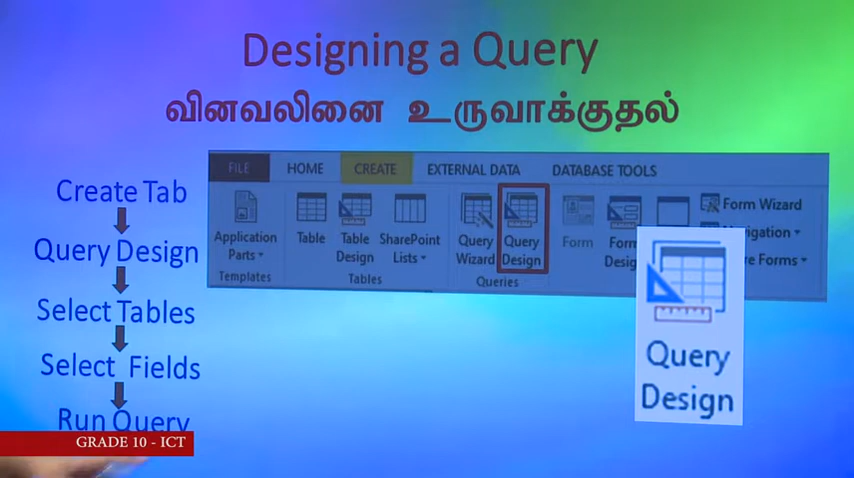 Designing a Query
வினவலினை உருவாக்குதல்
Create Tab
Query Design
Select Tables
Select Fields
Run Query
GRADE 10 - ICT
FILE HOME CREATE EXTERNAL DATA DATABASE TOOLS
Application
Parts
Templates
Table
Table
Design
SharePoint
Lists
Tables
Query
Wizard
Query
Design
Queries
Form
Form
Form Wizard
Forms
Query
Design